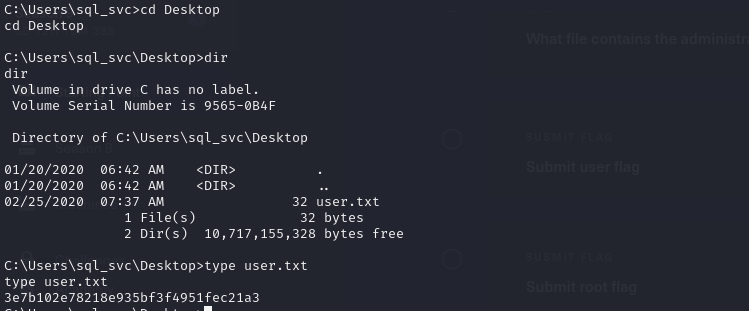 C:\Users\sql_svc>cd Desktop
cd Desktop
What file contains the administr
C:\Users\sql_svc\Desktop>dir
dir
 Volume in drive C has no label.
 Volume Serial Number is 9565-0B4F
 Directory of C:\Users\sql_svc\Desktop
SUBMIT FLAG
Submit user flag
01/20/2020  06:42 AM    <DIR>          .
01/20/2020  06:42 AM    <DIR>          ..
02/25/2020  07:37 AM                32 user.txt
               1 File(s)             32 bytes
               2 Dir(s)  10,717,155,328 bytes free
SUBMIT FLAG
Submit root flag
C:\Users\sql_svc\Desktop>type user.txt
type user.txt
3e7b102e78218e935bf3f4951fec21a3
C:\Users\sql_svc\Desktop>